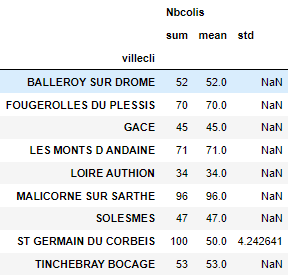 Nbcolis
sum mean std
villecli
BALLEROY SUR DROME 52 52.0 NaN
FOUGEROLLES DU PLESSIS 70 70.0 NaN
GACE 45 45.0 NaN
LES MONTS D ANDAINE 71 71.0 NaN
LOIRE AUTHION 34 34.0 NaN
MALICORNE SUR SARTHE 96 96.0 NaN
SOLESMES 47 47.0 NaN
ST GERMAIN DU CORBEIS 100 50.0 4.242641
TINCHEBRAY BOCAGE 53 53.0 NaN